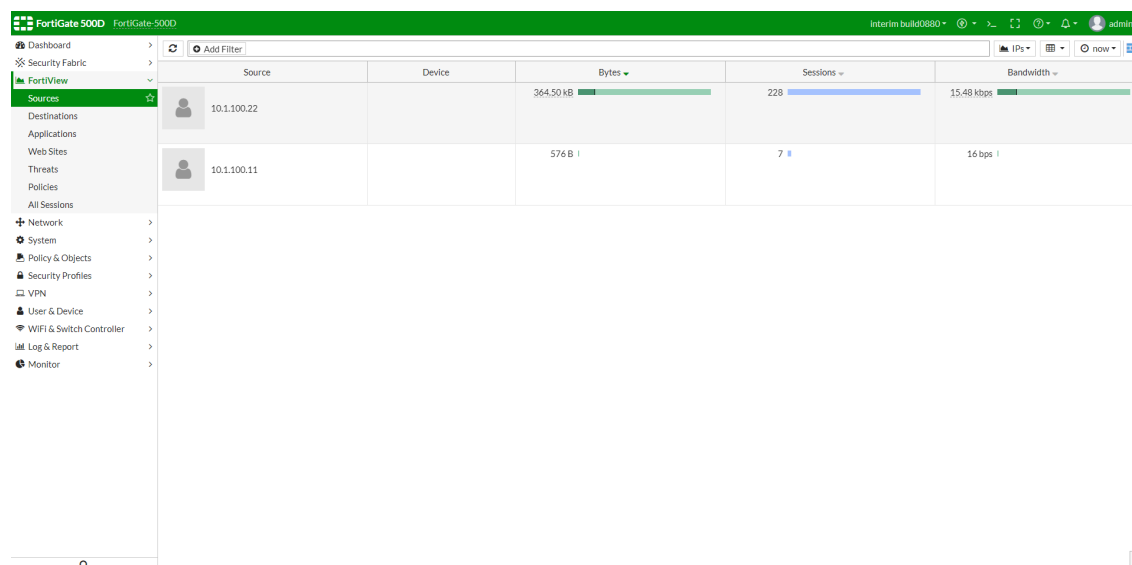 FortiGate 500D FortiGate-500D interim build0880 admin
Dashboard
Security Fabric
FortiView
Sources
Destinations
Applications
Web Sites
Threats
Policies
All Sessions
Network
System
Policy & Objects
Security Profiles
VPN
User & Device
WiFi & Switch Controller
Log & Report
Monitor
Add Filter IPs now
Source Device Bytes Sessions Bandwidth
10.1.100.22 364.50 kB 228 15.48 kbps
10.1.100.11 576 B 7 16 bps